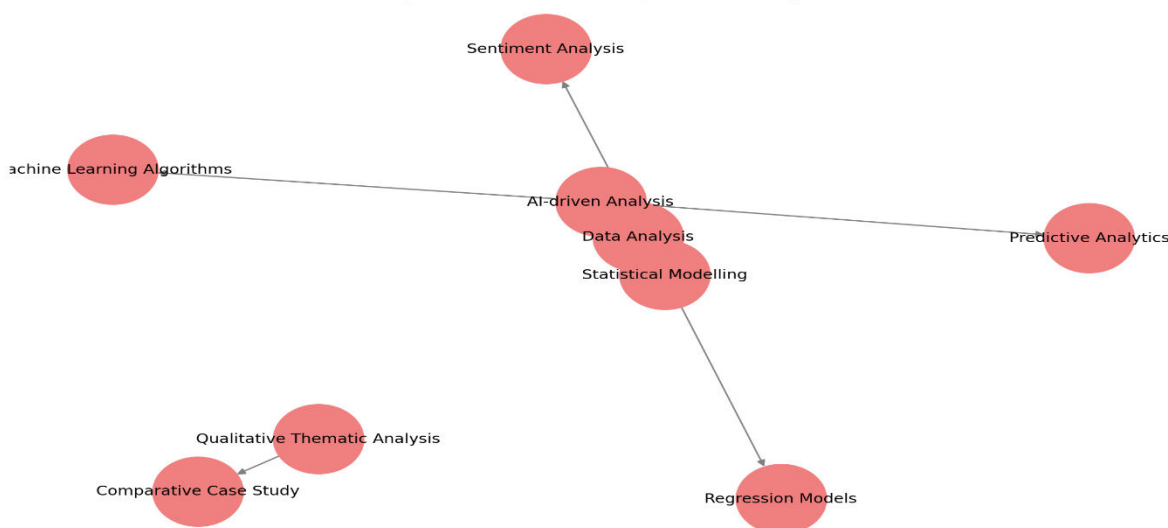 Sentiment Analysis
achine Learning Algorithms
AI-driven Analysis
Data Analysis
Predictive Analytics
Statistical Modelling
Qualitative Thematic Analysis
Comparative Case Study
Regression Models